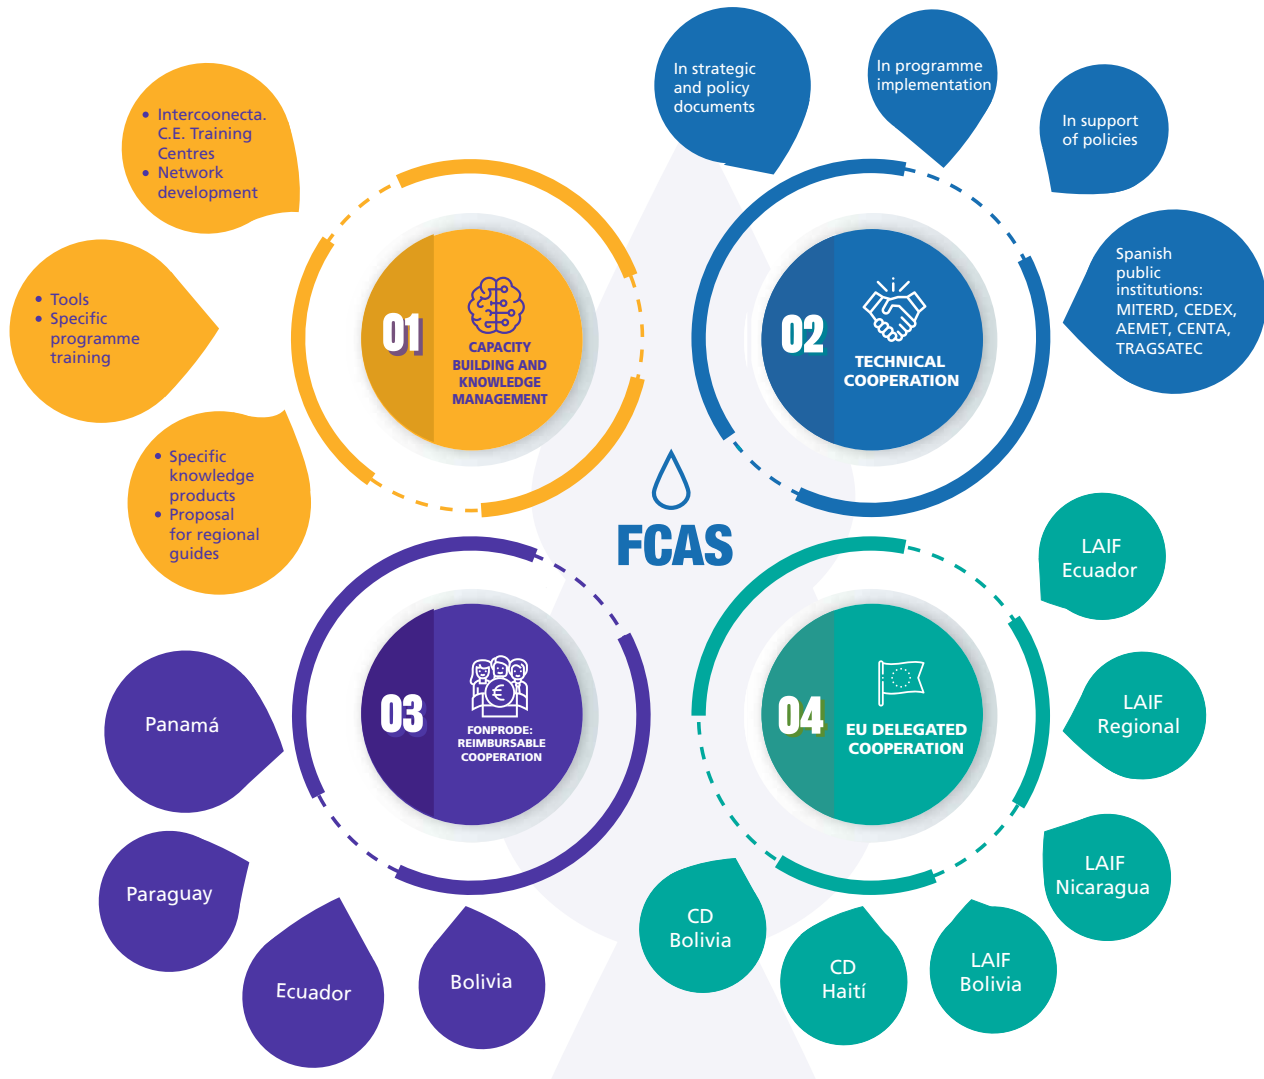 • Intercoonecta.
C.E. Training
Centres
• Network
development
• Tools
• Specific
programme
training
• Specific
knowledge
products
• Proposal
for regional
guides
01
CAPACITY
BUILDING AND
KNOWLEDGE
MANAGEMENT
In strategic
and policy
documents
In programme
implementation
In support
of policies
Spanish
public
institutions:
MITERD, CEDEX,
AEMET, CENTA,
TRAGSATEC
02
TECHNICAL
COOPERATION
FCAS
03
FONPRODE:
REIMBURSABLE
COOPERATION
Panamá
Paraguay
Ecuador
Bolivia
04
EU DELEGATED
COOPERATION
LAIF
Ecuador
LAIF
Regional
LAIF
Nicaragua
LAIF
Bolivia
CD
Haití
CD
Bolivia